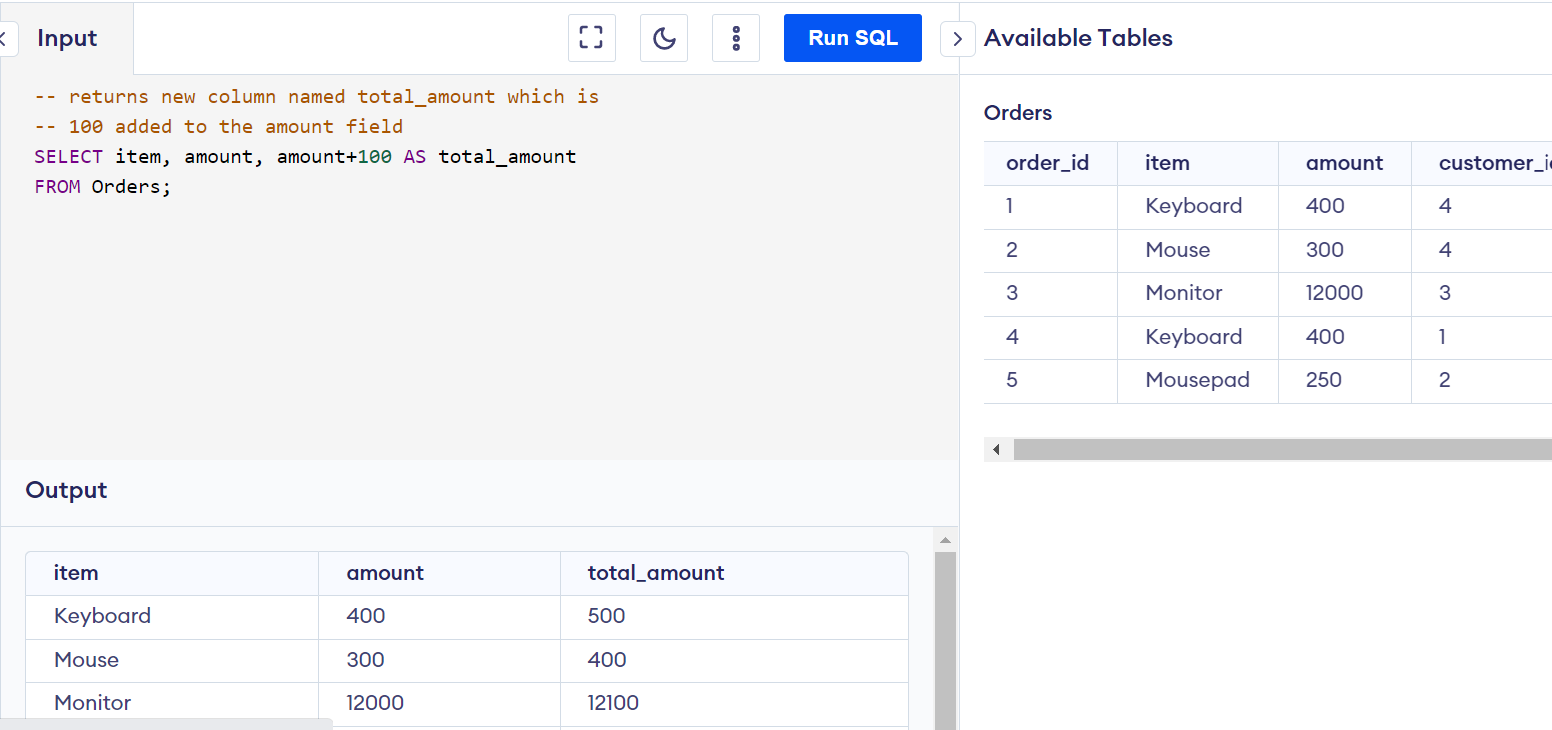 Input
Run SQL
-- returns new column named total_amount which is
-- 100 added to the amount field
SELECT item, amount, amount+100 AS total_amount
FROM Orders;
Output
item amount total_amount
Keyboard 400 500
Mouse 300 400
Monitor 12000 12100
Available Tables
Orders
order_id item amount
1 Keyboard 400 4
2 Mouse 300 4
3 Monitor 12000 3
4 Keyboard 400 1
5 Mousepad 250 2